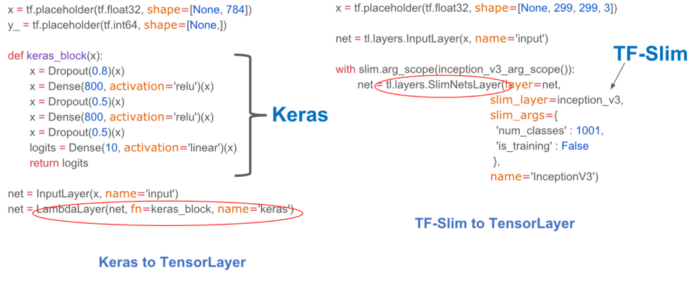 x = tf.placeholder(tf.float32, shape=[None, 784])
y_ = tf.placeholder(tf.int64, shape=[None,])
def keras_block(x):
x = Dropout(0.8)(x)
x = Dense(800, activation='relu')(x)
x = Dropout(0.5)(x)
x = Dense(800, activation='relu')(x)
x = Dropout(0.5)(x)
logits = Dense(10, activation='linear')(x)
return logits
Keras
net = InputLayer(x, name='input')
net = LambdaLayer(net, fn=keras_block, name='keras')
Keras to TensorLayer
x = tf.placeholder(tf.float32, shape=[None, 299, 299, 3])
net = tl.layers.InputLayer(x, name='input')
TF-Slim
with slim.arg_scope(inception_v3_arg_scope()):
net = tl.layers.SlimNetsLayer(layer=net,
slim_layer=inception_v3,
slim_args={
'num_classes' : 1001,
'is_training' : False
},
name='InceptionV3')
TF-Slim to TensorLayer